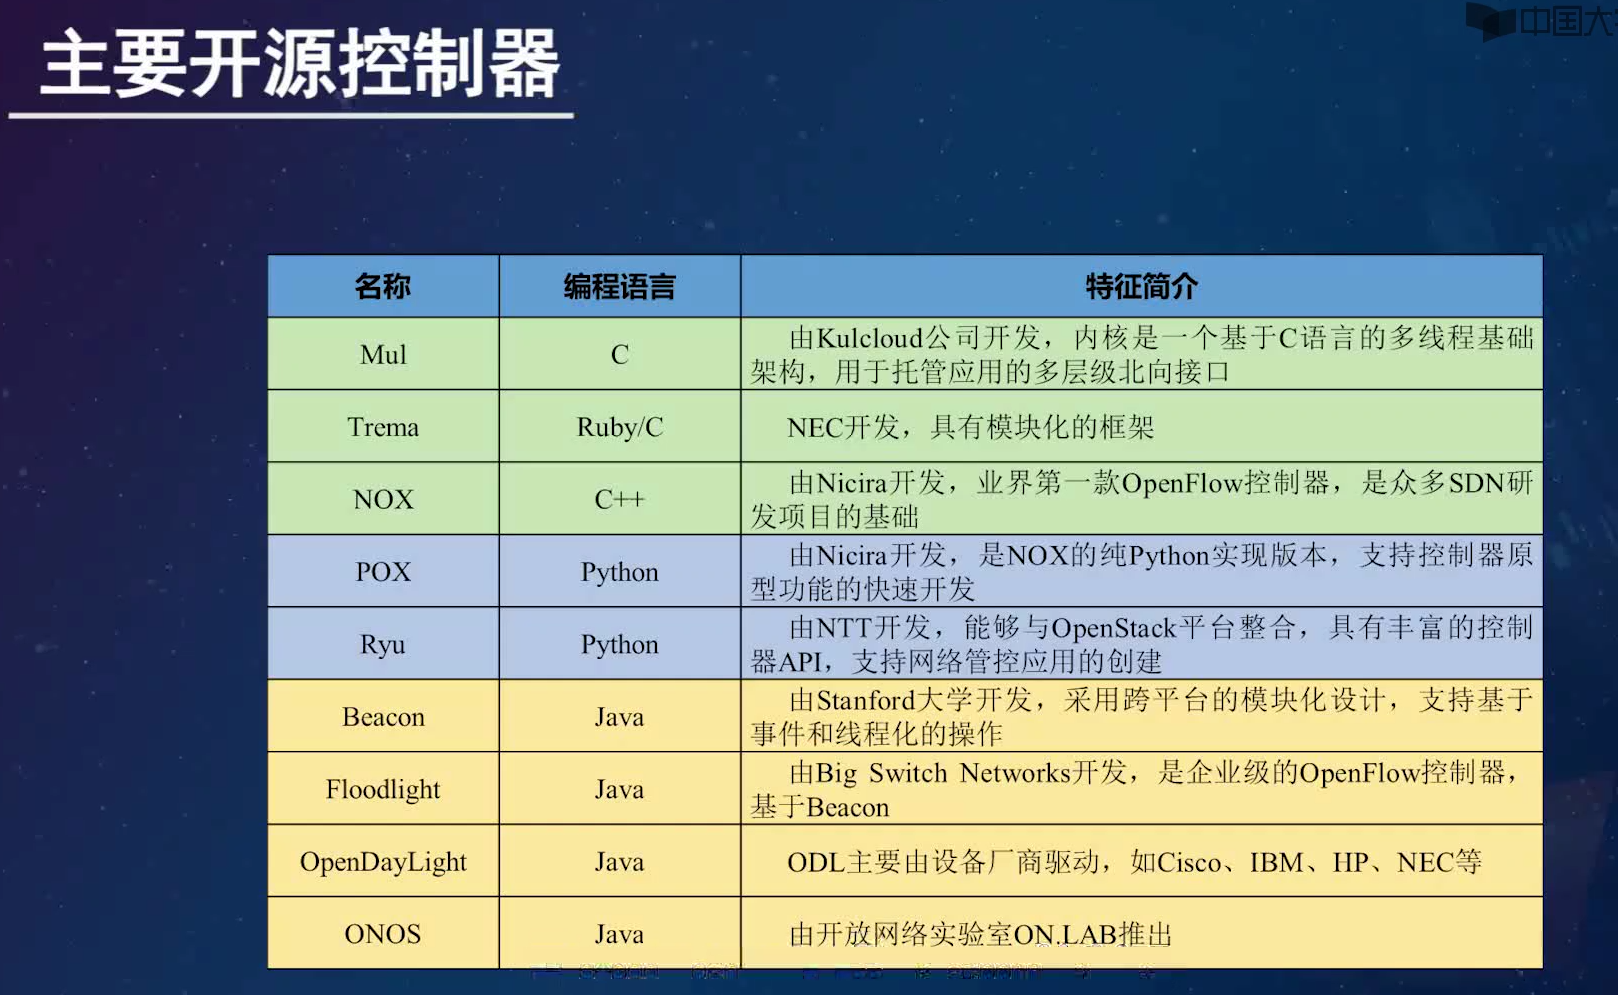 中国大
主要开源控制器
名称 编程语言 特征简介
Mul C 由Kulcloud公司开发，内核是一个基于C语言的多线程基础
架构，用于托管应用的多层级北向接口
Trema Ruby/C NEC开发，具有模块化的框架
NOX C++ 由Nicira开发，业界第一款OpenFlow控制器，是众多SDN研
发项目的基础
POX Python 由Nicira开发，是NOX的纯Python实现版本，支持控制器原
型功能的快速开发
Ryu Python 由NTT开发，能够与OpenStack平台整合，具有丰富的控制
器API，支持网络管控应用的创建
Beacon Java 由Stanford大学开发，采用跨平台的模块化设计，支持基于
事件和线程化的操作
Floodlight Java 由Big Switch Networks开发，是企业级的OpenFlow控制器，
基于Beacon
OpenDayLight Java ODL主要由设备厂商驱动，如Cisco、IBM、HP、NEC等
ONOS Java 由开放网络实验室ON.LAB推出